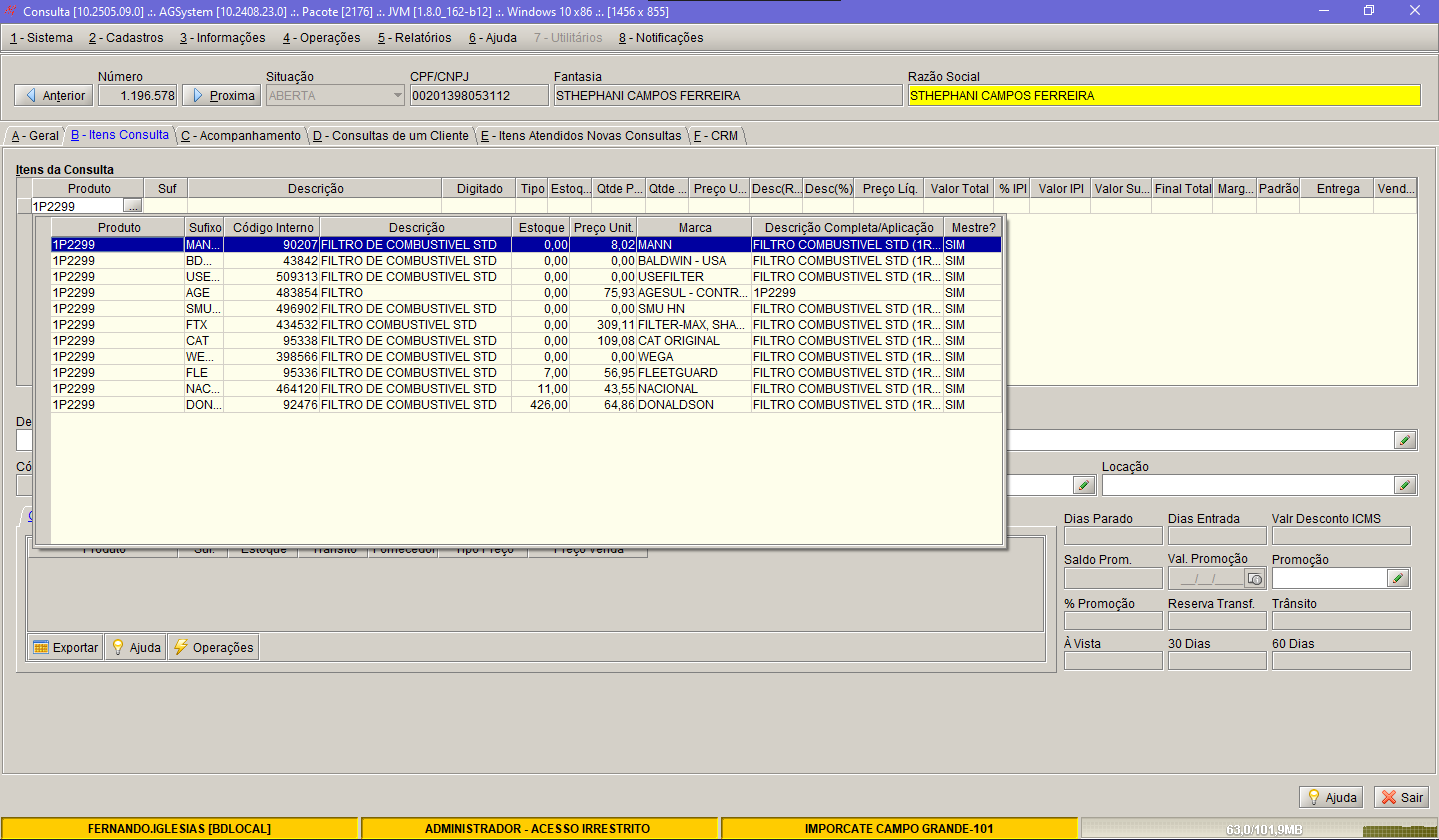 Consulta [10.2505.09.0] .:. AGSystem [10.2408.23.0] .:. Pacote [2176] .:. JVM [1.8.0_162-b12] .:. Windows 10 x86 .:. [1456 x 855]
1 - Sistema 2 - Cadastros 3 - Informações 4 - Operações 5 - Relatórios 6 - Ajuda 7 - Utilitários 8 - Notificações
Número Situação CPF/CNPJ Fantasia Razão Social
Anterior 1.196.578 Proxima ABERTA 00201398053112 STHEPHANI CAMPOS FERREIRA STHEPHANI CAMPOS FERREIRA
A - Geral B - Itens Consulta C - Acompanhamento D - Consultas de um Cliente E - Itens Atendidos Novas Consultas F - CRM
Itens da Consulta
Produto Suf Descrição Digitado Tipo Estoq... Qtde P... Qtde ... Preço U... Desc(R... Desc(%) Preço Líq. Valor Total % IPI Valor IPI Valor Su... Final Total Marg... Padrão Entrega Vend...
1P2299 ...
Produto Sufixo Código Interno Descrição Estoque Preço Unit. Marca Descrição Completa/Aplicação Mestre?
1P2299 MAN... 90207 FILTRO DE COMBUSTIVEL STD 0,00 8,02 MANN FILTRO COMBUSTIVEL STD (1R... SIM
1P2299 BD... 43842 FILTRO DE COMBUSTIVEL STD 0,00 0,00 BALDWIN - USA FILTRO COMBUSTIVEL STD (1R... SIM
1P2299 USE... 509313 FILTRO DE COMBUSTIVEL STD 0,00 0,00 USEFILTER FILTRO COMBUSTIVEL STD (1R... SIM
1P2299 AGE 483854 FILTRO 0,00 75,93 AGESUL - CONTR... 1P2299 SIM
1P2299 SMU... 496902 FILTRO DE COMBUSTIVEL STD 0,00 0,00 SMU HN FILTRO COMBUSTIVEL STD (1R... SIM
1P2299 FTX 434532 FILTRO COMBUSTIVEL STD 0,00 309,11 FILTER-MAX, SHA... FILTRO COMBUSTIVEL STD (1R... SIM
1P2299 CAT 95338 FILTRO DE COMBUSTIVEL STD 0,00 109,08 CAT ORIGINAL FILTRO COMBUSTIVEL STD (1R... SIM
1P2299 WE... 398566 FILTRO DE COMBUSTIVEL STD 0,00 0,00 WEGA FILTRO COMBUSTIVEL STD (1R... SIM
1P2299 FLE 95336 FILTRO DE COMBUSTIVEL STD 7,00 56,95 FLEETGUARD FILTRO COMBUSTIVEL STD (1R... SIM
1P2299 NAC... 464120 FILTRO DE COMBUSTIVEL STD 11,00 43,55 NACIONAL FILTRO COMBUSTIVEL STD (1R... SIM
1P2299 DON... 92476 FILTRO DE COMBUSTIVEL STD 426,00 64,86 DONALDSON FILTRO COMBUSTIVEL STD (1R... SIM
De
Có Locação
Dias Parado Dias Entrada Valr Desconto ICMS
Produto Suf. Estoque Trânsito Fornecedor Tipo Preço Preço Venda
Saldo Prom. Val. Promoção Promoção
__/__/____
% Promoção Reserva Transf. Trânsito
À Vista 30 Dias 60 Dias
Exportar Ajuda Operações
Ajuda Sair
FERNANDO.IGLESIAS [BDLOCAL] ADMINISTRADOR - ACESSO IRRESTRITO IMPORCATE CAMPO GRANDE-101 63,0/101,9MB